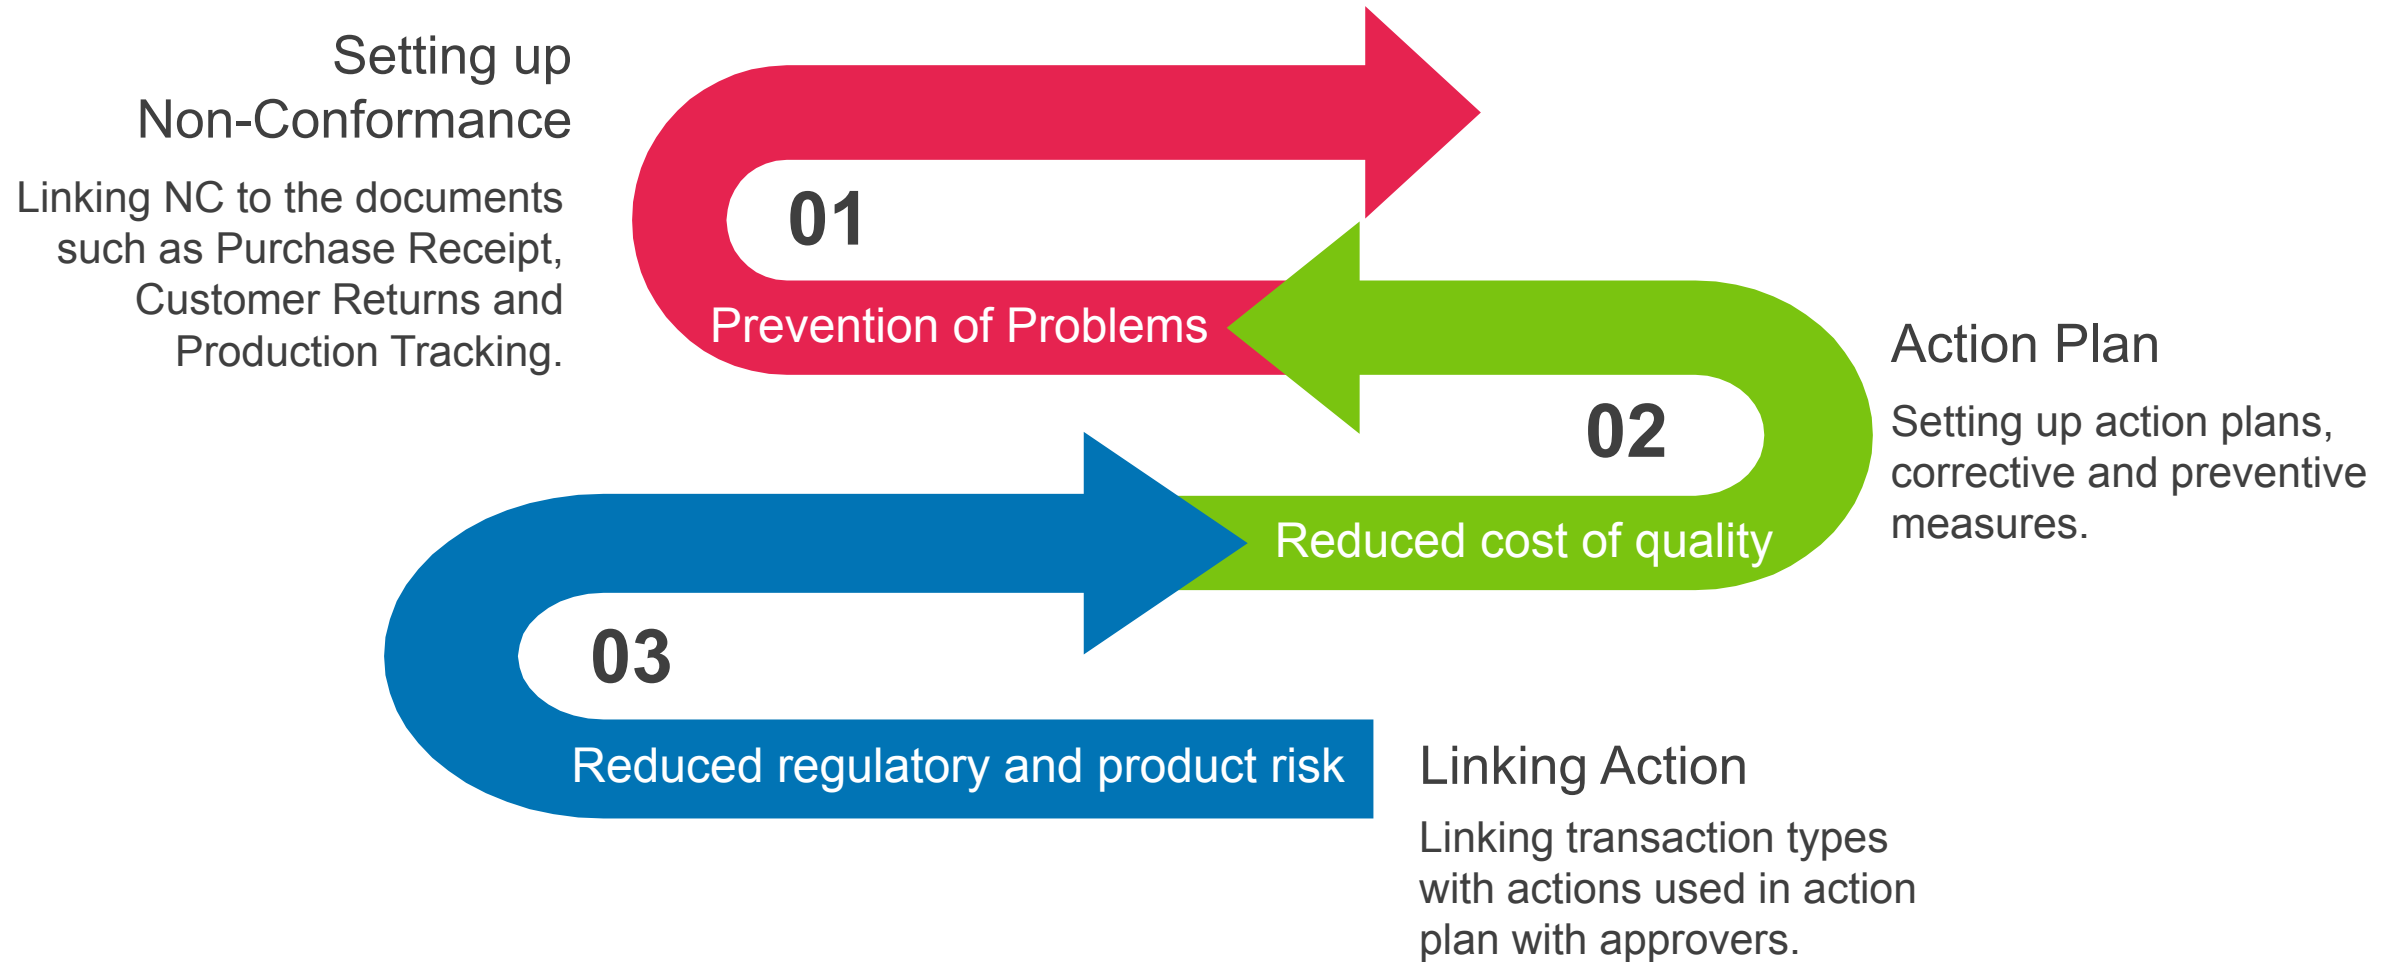 Setting up
Non-Conformance
Linking NC to the documents
such as Purchase Receipt,
Customer Returns and
Production Tracking.
01
Prevention of Problems
02
Action Plan
Setting up action plans,
corrective and preventive
measures.
Reduced cost of quality
03
Reduced regulatory and product risk
Linking Action
Linking transaction types
with actions used in action
plan with approvers.